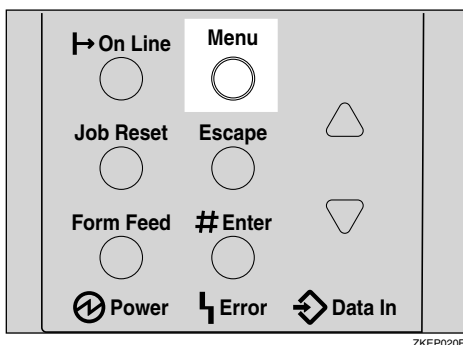 On Line Menu
Job Reset Escape
Form Feed # Enter
Power Error Data In